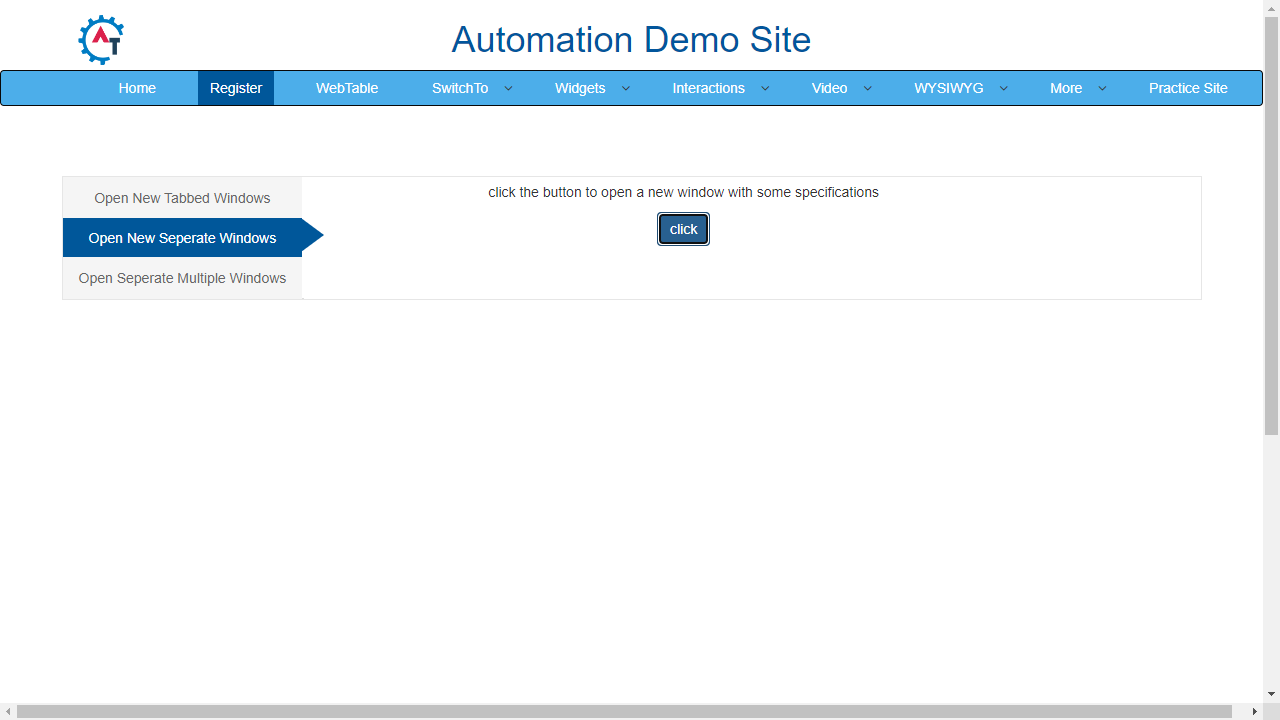 AT
Automation Demo Site
Home Register WebTable SwitchTo Widgets Interactions Video WYSIWYG More Practice Site
Open New Tabbed Windows
Open New Seperate Windows
Open Seperate Multiple Windows
click the button to open a new window with some specifications
click